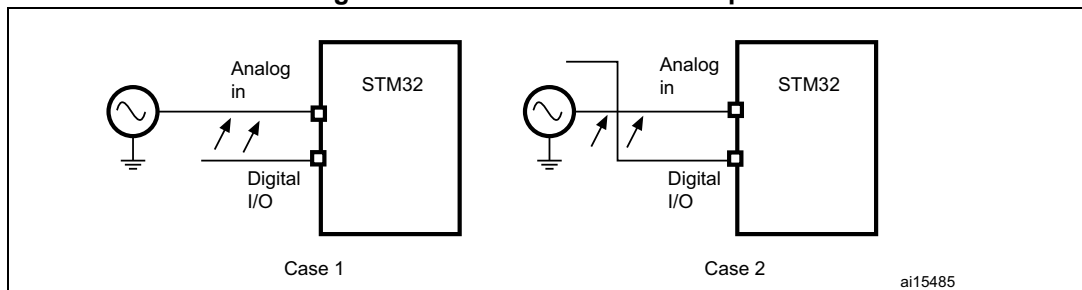 Analog
in
STM32
Digital
I/O
Case 1
Analog
in
STM32
Digital
I/O
Case 2
ai15485